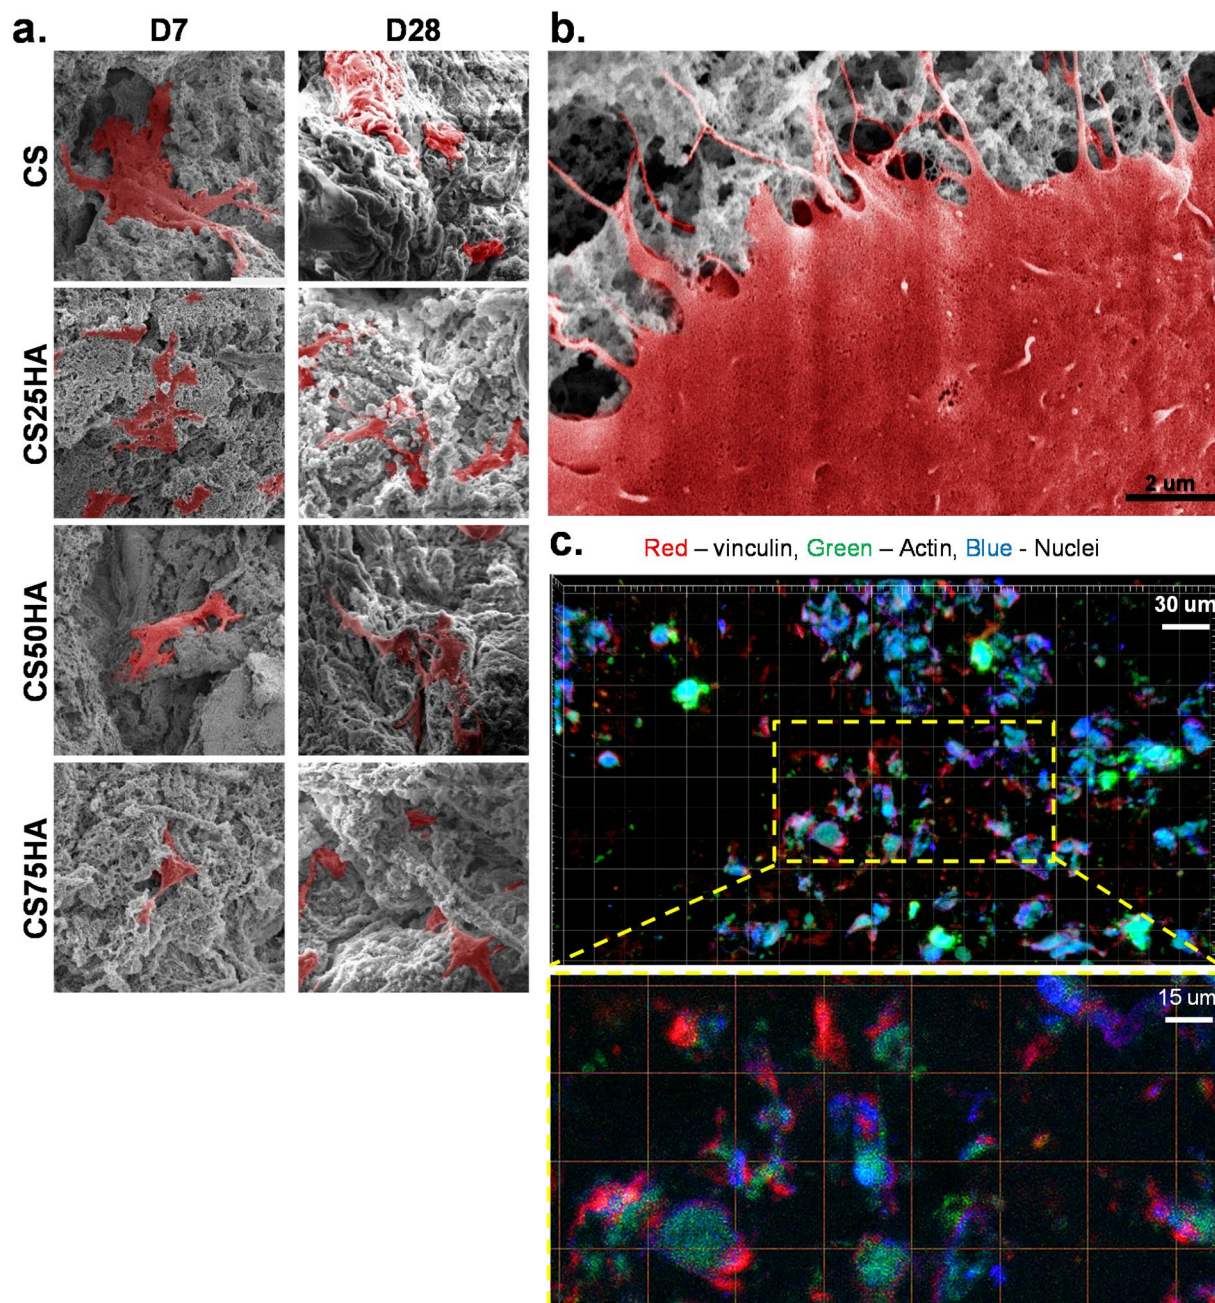 a.
D7
D28
CS
CS25HA
CS50HA
CS75HA
b.
2 um
c.
Red – vinculin, Green – Actin, Blue - Nuclei
30 um
15 um